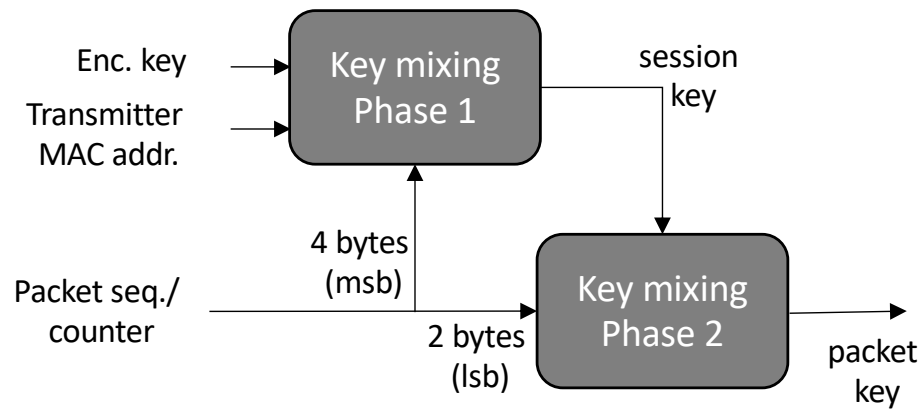 Enc. key
Transmitter
MAC addr.
Key mixing
Phase 1
session
key
4 bytes
(msb)
Packet seq./
counter
2 bytes
(lsb)
Key mixing
Phase 2
packet
key